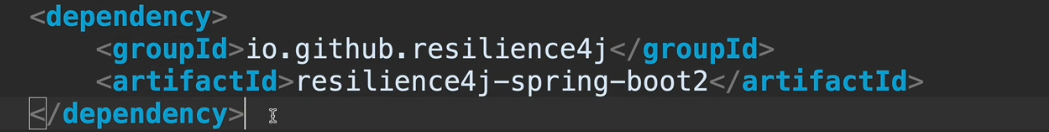 <dependency>
<groupId>io.github.resilience4j</groupId>
<artifactId>resilience4j-spring-boot2</artifactId>
</dependency>